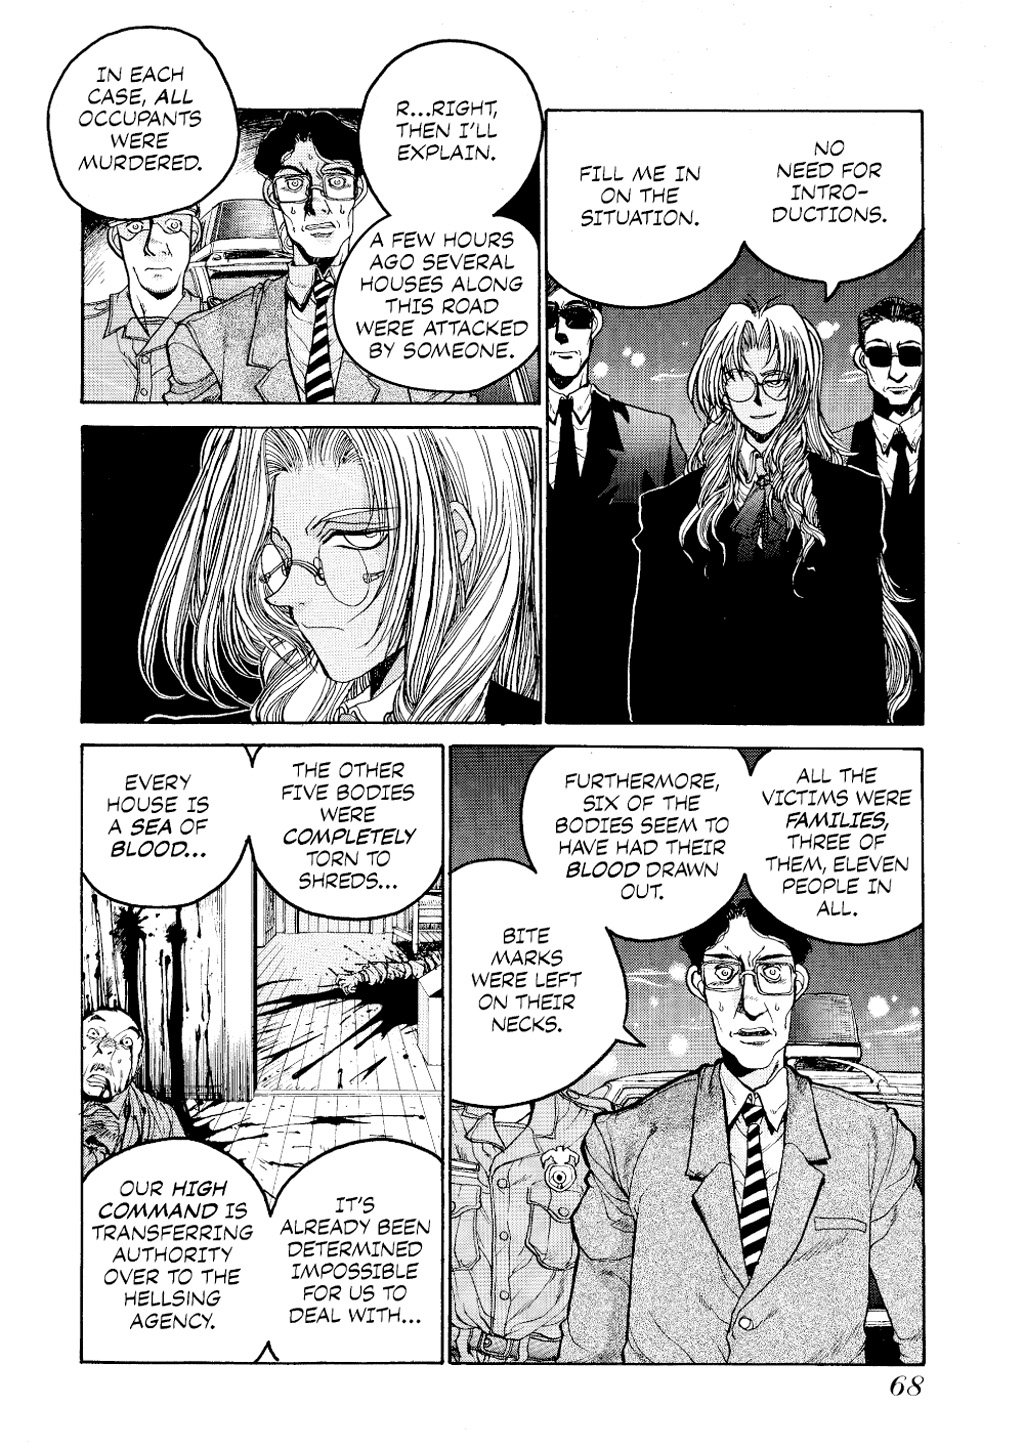 NO
NEED FOR
INTRO-
DUCTIONS.
FILL ME IN
ON THE
SITUATION.
R...RIGHT,
THEN I'LL
EXPLAIN.
A FEW HOURS
AGO SEVERAL
HOUSES ALONG
THIS ROAD
WERE ATTACKED
BY SOMEONE.
IN EACH
CASE, ALL
OCCUPANTS
WERE
MURDERED.
ALL THE
VICTIMS WERE
FAMILIES,
THREE OF
THEM, ELEVEN
PEOPLE IN
ALL.
FURTHERMORE,
SIX OF THE
BODIES SEEM TO
HAVE HAD THEIR
BLOOD DRAWN
OUT.
BITE
MARKS
WERE LEFT
ON THEIR
NECKS.
THE OTHER
FIVE BODIES
WERE
COMPLETELY
TORN TO
SHREDS...
EVERY
HOUSE IS
A SEA OF
BLOOD...
IT'S
ALREADY BEEN
DETERMINED
IMPOSSIBLE
FOR US TO
DEAL WITH...
OUR HIGH
COMMAND IS
TRANSFERRING
AUTHORITY
OVER TO THE
HELLSING
AGENCY.
68